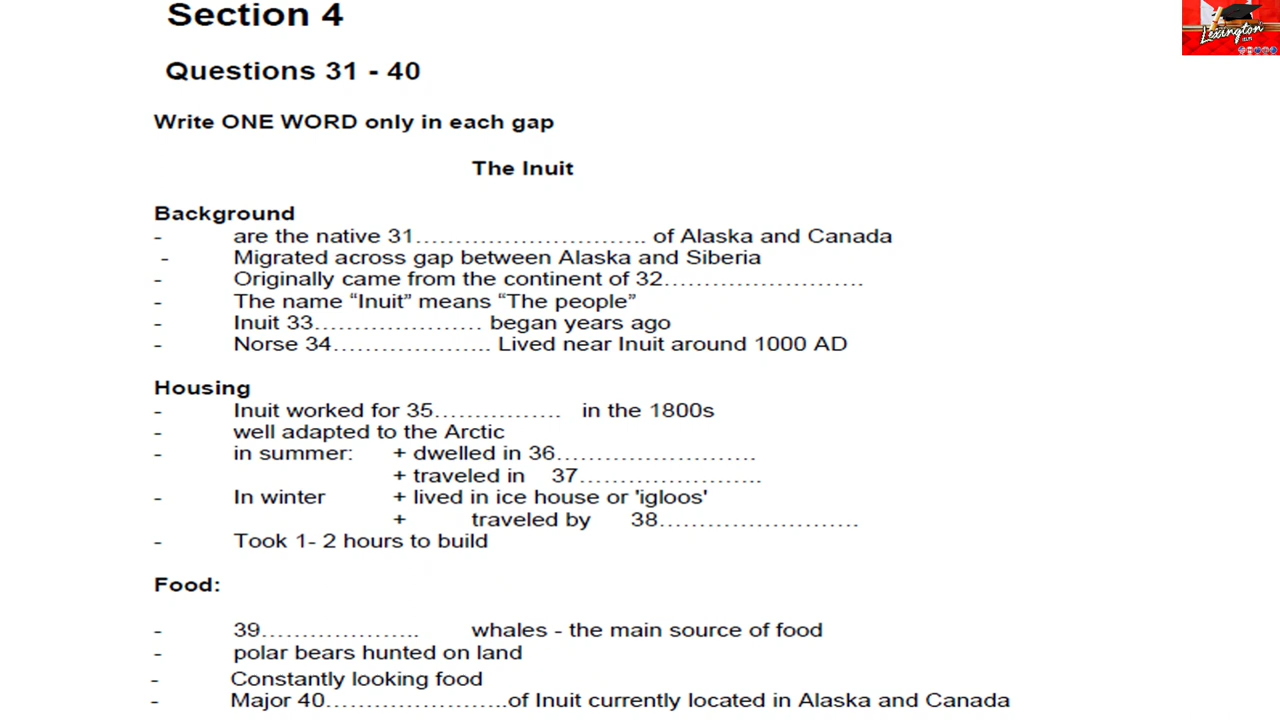 Section 4
Lexington
Questions 31 - 40
Write ONE WORD only in each gap
The Inuit
Background
- are the native 31………………………….. of Alaska and Canada
- Migrated across gap between Alaska and Siberia
- Originally came from the continent of 32…………………….
- The name “Inuit” means “The people”
- Inuit 33………………… began years ago
- Norse 34……………….. Lived near Inuit around 1000 AD
Housing
- Inuit worked for 35……………. in the 1800s
- well adapted to the Arctic
- in summer: + dwelled in 36…………………….
+ traveled in 37…………………..
- In winter + lived in ice house or 'igloos'
+ traveled by 38…………………….
- Took 1- 2 hours to build
Food:
- 39……………….. whales - the main source of food
- polar bears hunted on land
- Constantly looking food
- Major 40…………………..of Inuit currently located in Alaska and Canada